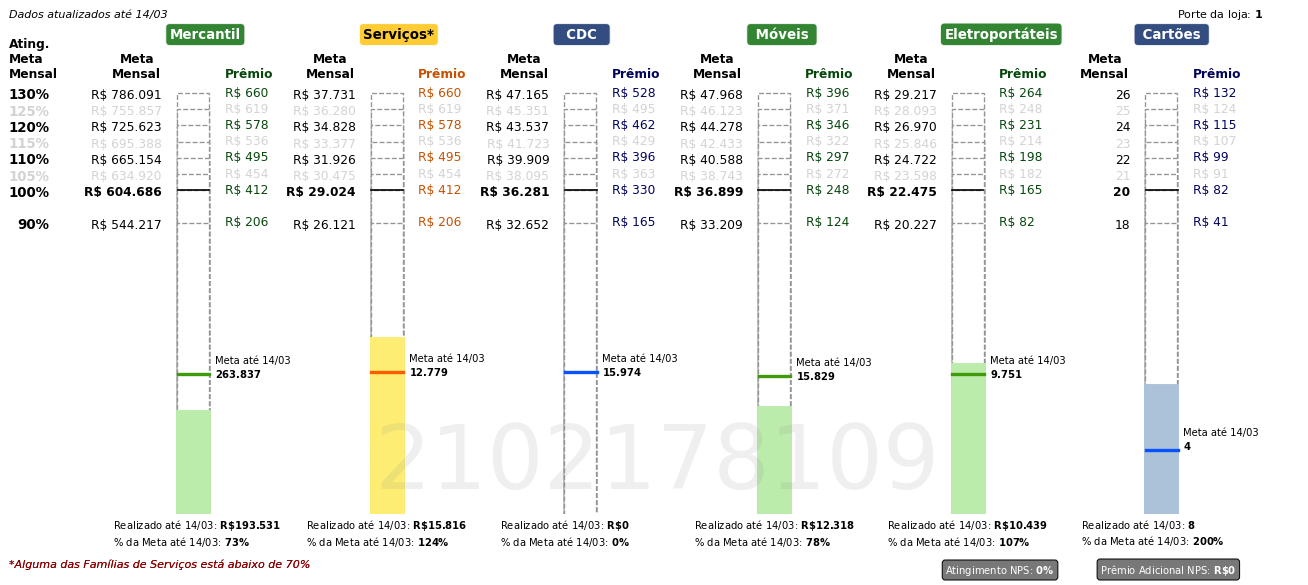 Dados atualizados até 14/03
Porte da loja: 1
Mercantil Serviços* CDC Móveis Eletroportáteis Cartões
Ating. Meta Mensal
Meta Mensal Prêmio Meta Mensal Prêmio Meta Mensal Prêmio Meta Mensal Prêmio Meta Mensal Prêmio Meta Mensal Prêmio
130% R$ 786.091 R$ 660 R$ 37.731 R$ 660 R$ 47.165 R$ 528 R$ 47.968 R$ 396 R$ 29.217 R$ 264 26 R$ 132
125% R$ 755.857 R$ 619 R$ 36.280 R$ 619 R$ 45.351 R$ 495 R$ 46.123 R$ 371 R$ 28.093 R$ 248 25 R$ 124
120% R$ 725.623 R$ 578 R$ 34.828 R$ 578 R$ 43.537 R$ 462 R$ 44.278 R$ 346 R$ 26.970 R$ 231 24 R$ 115
115% R$ 695.388 R$ 536 R$ 33.377 R$ 536 R$ 41.723 R$ 429 R$ 42.433 R$ 322 R$ 25.846 R$ 214 23 R$ 107
110% R$ 665.154 R$ 495 R$ 31.926 R$ 495 R$ 39.909 R$ 396 R$ 40.588 R$ 297 R$ 24.722 R$ 198 22 R$ 99
105% R$ 634.920 R$ 454 R$ 30.475 R$ 454 R$ 38.095 R$ 363 R$ 38.743 R$ 272 R$ 23.598 R$ 182 21 R$ 91
100% R$ 604.686 R$ 412 R$ 29.024 R$ 412 R$ 36.281 R$ 330 R$ 36.899 R$ 248 R$ 22.475 R$ 165 20 R$ 82
90% R$ 544.217 R$ 206 R$ 26.121 R$ 206 R$ 32.652 R$ 165 R$ 33.209 R$ 124 R$ 20.227 R$ 82 18 R$ 41
Meta até 14/03 Meta até 14/03 Meta até 14/03 Meta até 14/03 Meta até 14/03
263.837 12.779 15.974 15.829 9.751
Meta até 14/03
4
2102178109
Realizado até 14/03: R$193.531 Realizado até 14/03: R$15.816 Realizado até 14/03: R$0 Realizado até 14/03: R$12.318 Realizado até 14/03: R$10.439 Realizado até 14/03: 8
% da Meta até 14/03: 73% % da Meta até 14/03: 124% % da Meta até 14/03: 0% % da Meta até 14/03: 78% % da Meta até 14/03: 107% % da Meta até 14/03: 200%
*Alguma das Famílias de Serviços está abaixo de 70%
Atingimento NPS: 0% Prêmio Adicional NPS: R$0